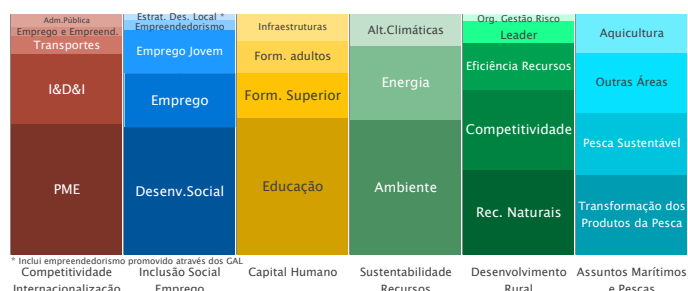 Adm.Pública
Emprego e Empreend.
Transportes
I&D&I
PME
Estrat. Des. Local *
Empreendedorismo
Emprego Jovem
Emprego
Desenv.Social
Infraestruturas
Form. adultos
Form. Superior
Educação
Alt.Climáticas
Energia
Ambiente
Org. Gestão Risco
Leader
Eficiência Recursos
Competitividade
Rec. Naturais
Aquicultura
Outras Áreas
Pesca Sustentável
Transformação dos
Produtos da Pesca
* Inclui empreendedorismo promovido através dos GAL
Competitividade
Internacionalização
Inclusão Social
Emprego
Capital Humano
Sustentabilidade
Recursos
Desenvolvimento
Rural
Assuntos Marítimos
e Pescas